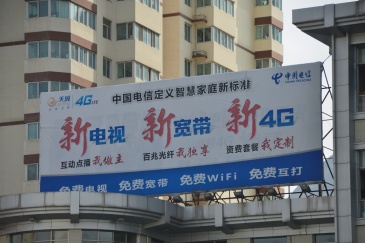 天翼 4G LTE
中国电信定义智慧家庭新标准
中国电信
CHINA TELECOM
新电视 新宽带 新4G
互动点播我做主 百兆光纤我独享 资费套餐我定制
免费电视 免费宽带 免费WiFi 免费互打